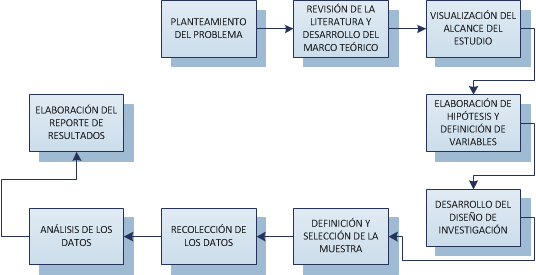 PLANTEAMIENTO
DEL PROBLEMA
REVISIÓN DE LA
LITERATURA Y
DESARROLLO DEL
MARCO TEÓRICO
VISUALIZACIÓN DEL
ALCANCE DEL
ESTUDIO
ELABORACIÓN DE
HIPÓTESIS Y
DEFINICIÓN DE
VARIABLES
DESARROLLO DEL
DISEÑO DE
INVESTIGACIÓN
DEFINICIÓN Y
SELECCIÓN DE LA
MUESTRA
RECOLECCIÓN DE
LOS DATOS
ANÁLISIS DE LOS
DATOS
ELABORACIÓN DEL
REPORTE DE
RESULTADOS